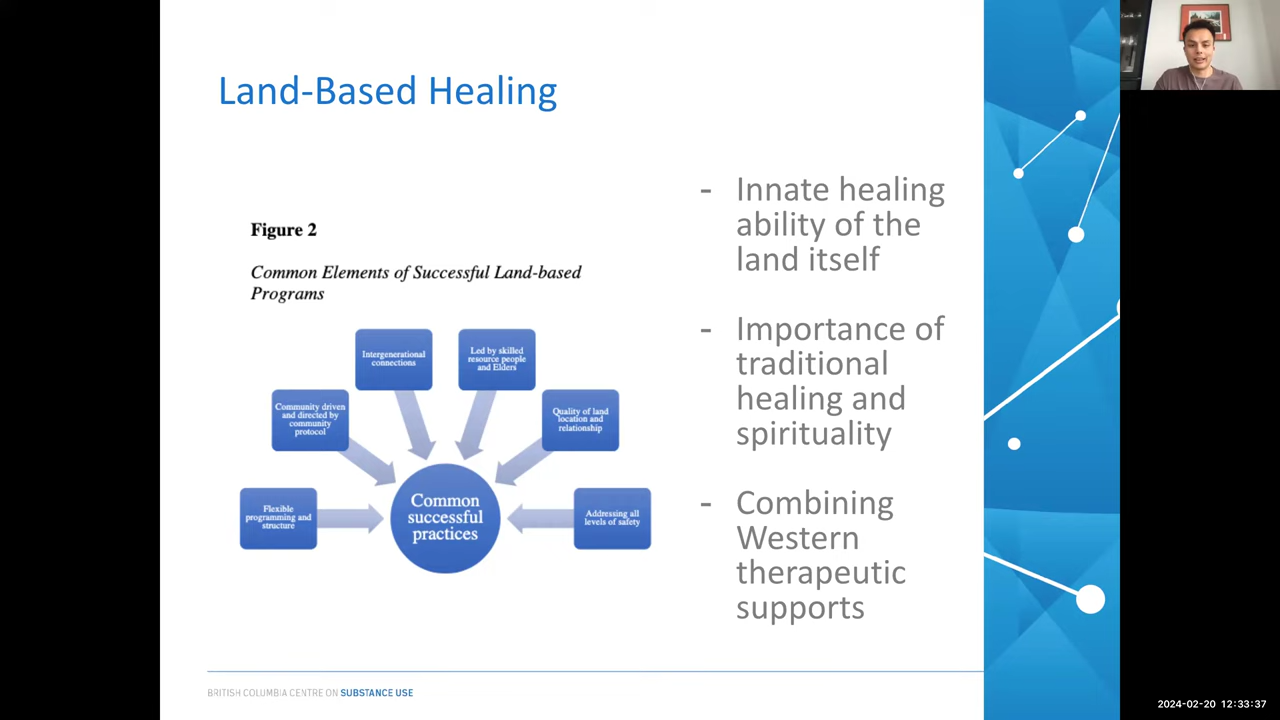 Land-Based Healing
Figure 2
Common Elements of Successful Land-based
Programs
Intergenerational
connections
Led by skilled
resource people
and Elders
Community driven
and directed by
community
protocol
Quality of land
location and
relationship
Flexible
programming and
structure
Common
successful
practices
Addressing all
levels of safety
- Innate healing
ability of the
land itself
- Importance of
traditional
healing and
spirituality
- Combining
Western
therapeutic
supports
BRITISH COLUMBIA CENTRE ON SUBSTANCE USE
2024-02-20 12:33:37